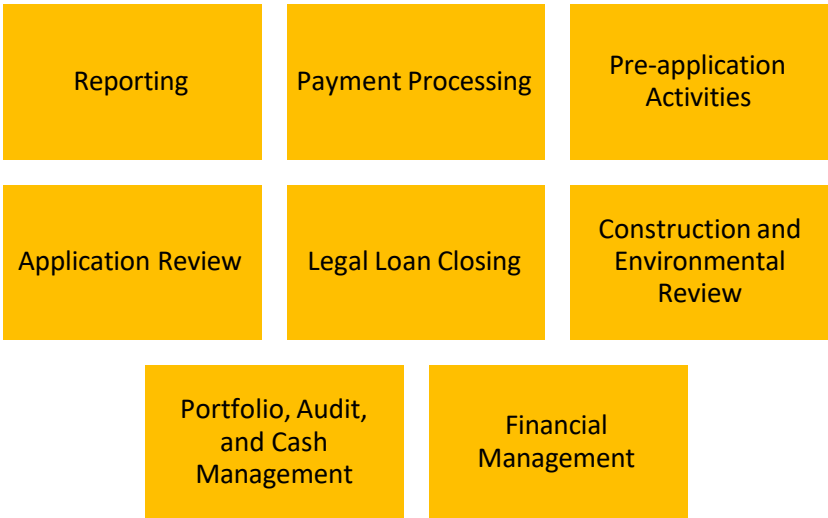 Reporting
Payment Processing
Pre-application
Activities
Application Review
Legal Loan Closing
Construction and
Environmental
Review
Portfolio, Audit,
and Cash
Management
Financial
Management